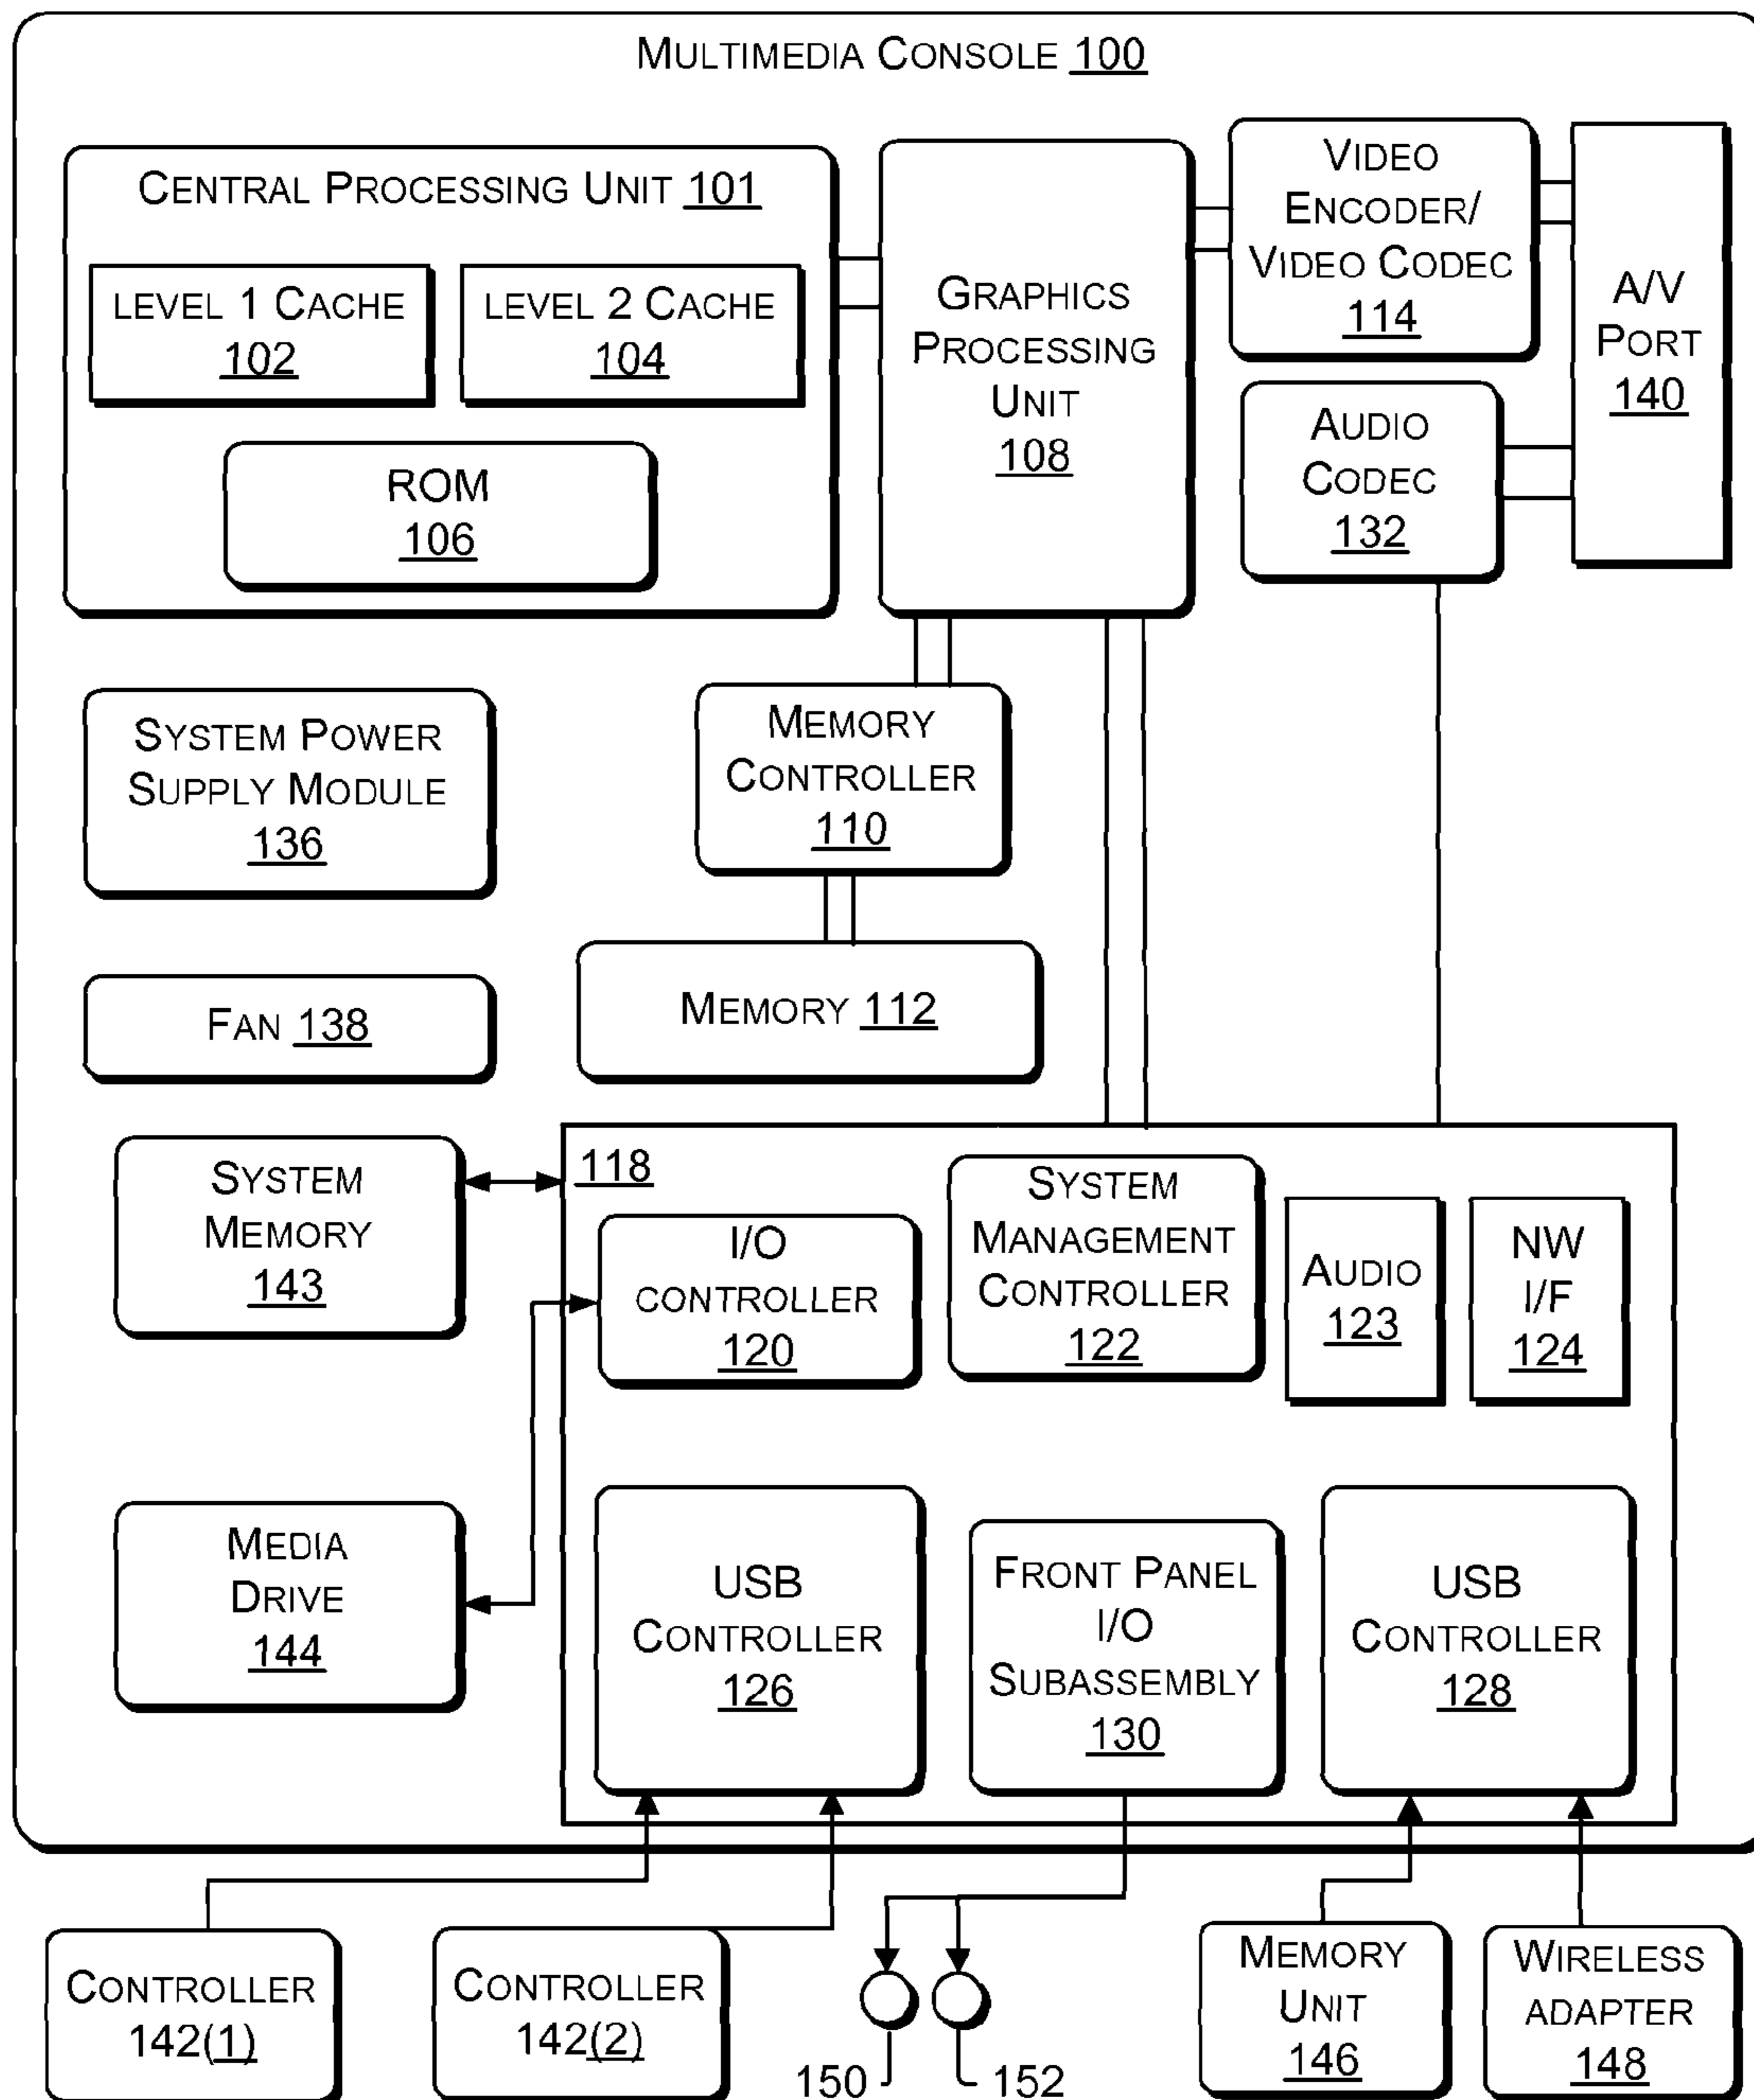 MULTIMEDIA CONSOLE 100
CENTRAL PROCESSING UNIT 101
LEVEL 1 CACHE
102
LEVEL 2 CACHE
104
ROM
106
GRAPHICS
PROCESSING
UNIT
108
VIDEO
ENCODER/
VIDEO CODEC
114
A/V
PORT
140
AUDIO
CODEC
132
SYSTEM POWER
SUPPLY MODULE
136
MEMORY
CONTROLLER
110
FAN 138
MEMORY 112
SYSTEM
MEMORY
143
118
I/O
CONTROLLER
120
SYSTEM
MANAGEMENT
CONTROLLER
122
AUDIO
123
NW
I/F
124
MEDIA
DRIVE
144
USB
CONTROLLER
126
FRONT PANEL
I/O
SUBASSEMBLY
130
USB
CONTROLLER
128
CONTROLLER
142(1)
CONTROLLER
142(2)
150
152
MEMORY
UNIT
146
WIRELESS
ADAPTER
148